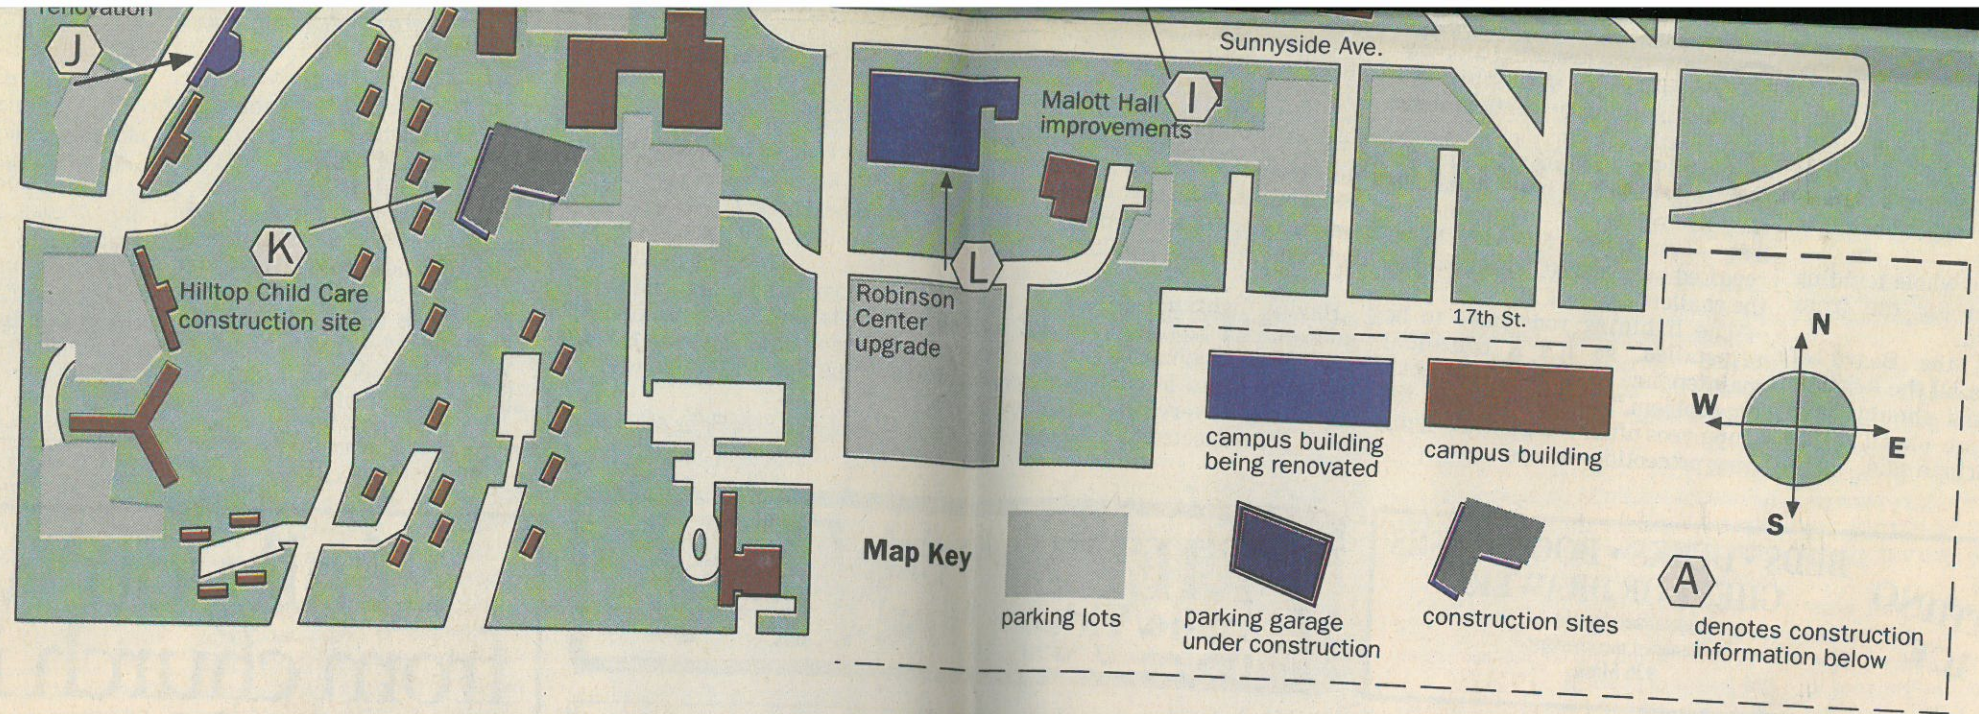 renovation
J
Sunnyside Ave.
Malott Hall
improvements
I
K
Hilltop Child Care
construction site
L
Robinson
Center
upgrade
17th St.
N
W
E
S
campus building
being renovated
campus building
Map Key
parking lots
parking garage
under construction
construction sites
A
denotes construction
information below